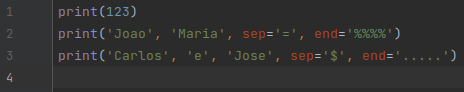 1 print(123)
2 print('Joao', 'Maria', sep='=', end='%%%%')
3 print('Carlos', 'e', 'Jose', sep='$', end='.....')
4